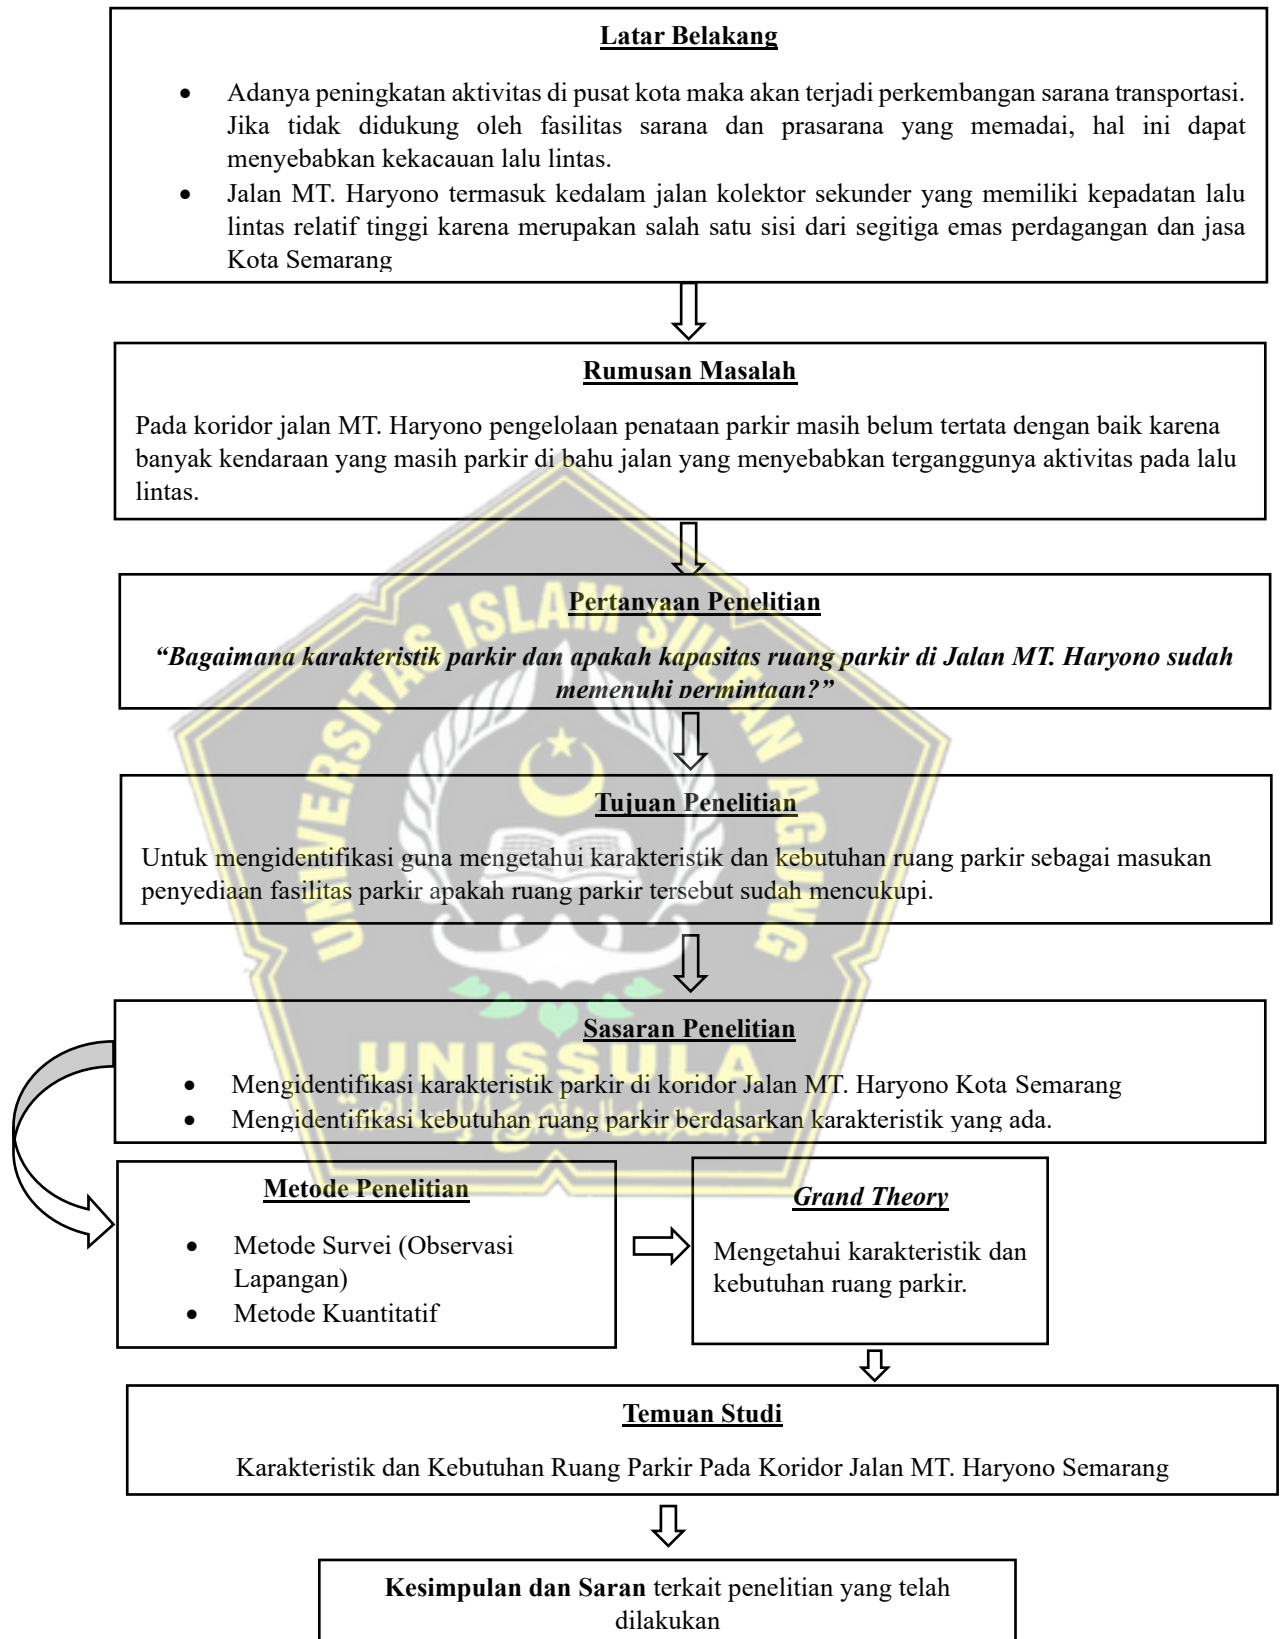 Latar Belakang
• Adanya peningkatan aktivitas di pusat kota maka akan terjadi perkembangan sarana transportasi.
Jika tidak didukung oleh fasilitas sarana dan prasarana yang memadai, hal ini dapat
menyebabkan kekacauan lalu lintas.
• Jalan MT. Haryono termasuk kedalam jalan kolektor sekunder yang memiliki kepadatan lalu
lintas relatif tinggi karena merupakan salah satu sisi dari segitiga emas perdagangan dan jasa
Kota Semarang
Rumusan Masalah
Pada koridor jalan MT. Haryono pengelolaan penataan parkir masih belum tertata dengan baik karena
banyak kendaraan yang masih parkir di bahu jalan yang menyebabkan terganggunya aktivitas pada lalu
lintas.
UNIVERSITAS ISLAM SULTAN AGUNG
Pertanyaan Penelitian
“Bagaimana karakteristik parkir dan apakah kapasitas ruang parkir di Jalan MT. Haryono sudah
memenuhi permintaan?”
Tujuan Penelitian
Untuk mengidentifikasi guna mengetahui karakteristik dan kebutuhan ruang parkir sebagai masukan
penyediaan fasilitas parkir apakah ruang parkir tersebut sudah mencukupi.
Sasaran Penelitian
UNISSULA
• Mengidentifikasi karakteristik parkir di koridor Jalan MT. Haryono Kota Semarang
• Mengidentifikasi kebutuhan ruang parkir berdasarkan karakteristik yang ada.
Metode Penelitian
• Metode Survei (Observasi
Lapangan)
• Metode Kuantitatif
Grand Theory
Mengetahui karakteristik dan
kebutuhan ruang parkir.
Temuan Studi
Karakteristik dan Kebutuhan Ruang Parkir Pada Koridor Jalan MT. Haryono Semarang
Kesimpulan dan Saran terkait penelitian yang telah
dilakukan